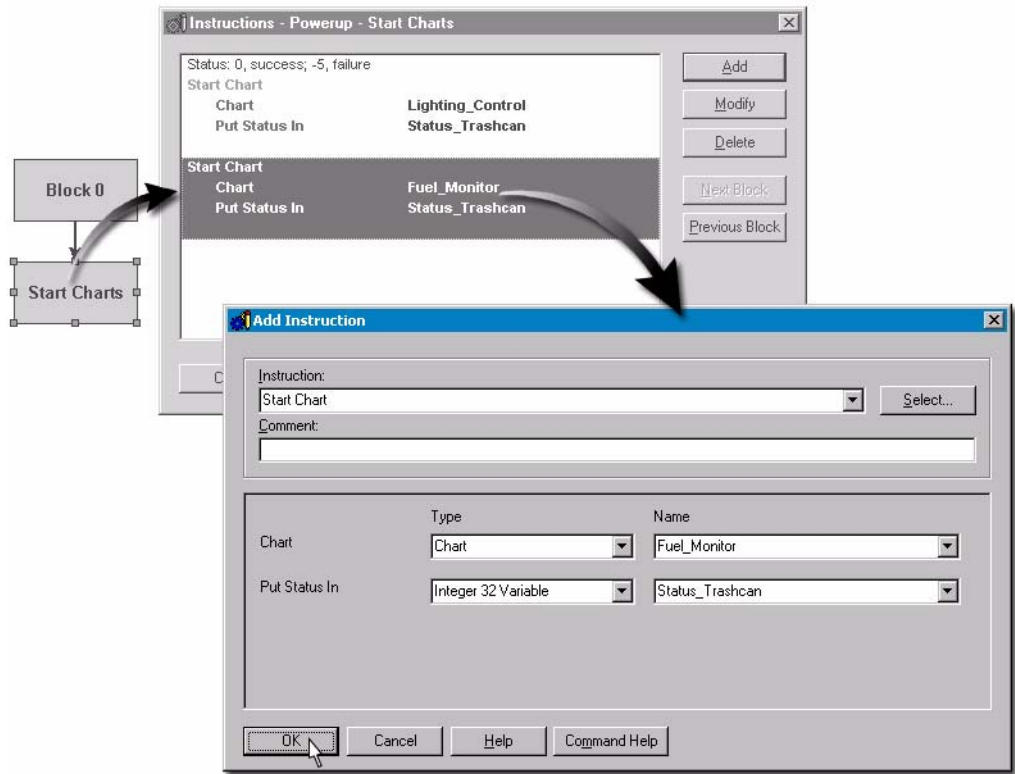 Instructions - Powerup - Start Charts
Status: 0, success; -5, failure
Start Chart
Chart Lighting_Control
Put Status In Status_Trashcan
Start Chart
Chart Fuel_Monitor
Put Status In Status_Trashcan
Add
Modify
Delete
Next Block
Previous Block
Block 0
Start Charts
C
Add Instruction
Instruction:
Start Chart
Select...
Comment:
Type Name
Chart Chart Fuel_Monitor
Put Status In Integer 32 Variable Status_Trashcan
OK Cancel Help Command Help